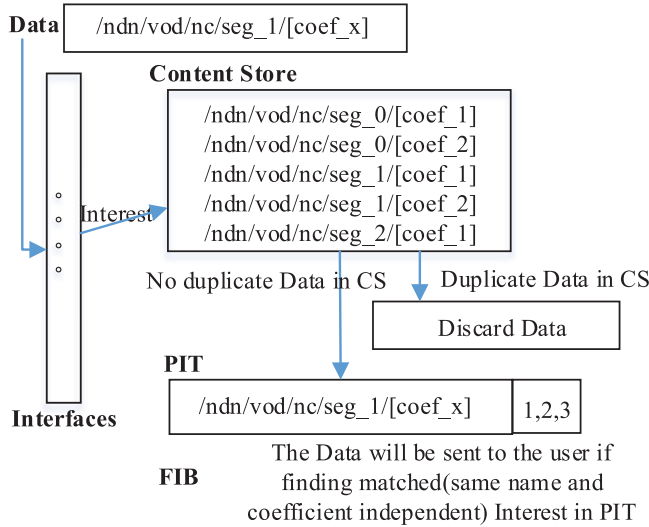 Data
/ndn/vod/nc/seg_1/[coef_x]
Content Store
/ndn/vod/nc/seg_0/[coef_1]
/ndn/vod/nc/seg_0/[coef_2]
/ndn/vod/nc/seg_1/[coef_1]
/ndn/vod/nc/seg_1/[coef_2]
/ndn/vod/nc/seg_2/[coef_1]
Interest
No duplicate Data in CS
Duplicate Data in CS
Discard Data
PIT
/ndn/vod/nc/seg_1/[coef_x]
1,2,3
Interfaces
FIB
The Data will be sent to the user if
finding matched(same name and
coefficient independent) Interest in PIT